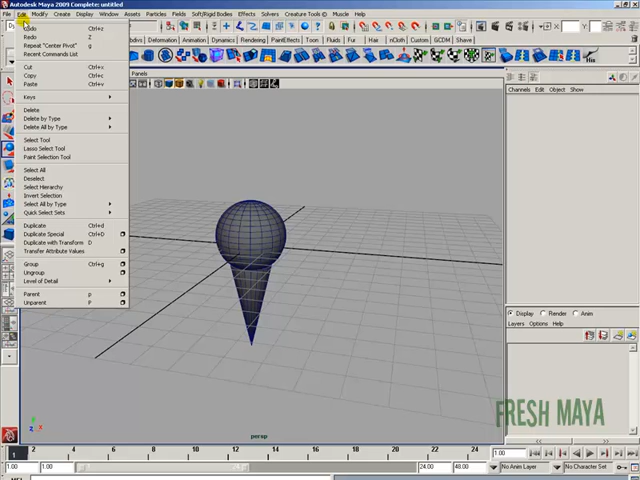 Autodesk Maya 2009 Complete: untitled
File Edit Modify Create Display Window Assets Particles Fields Soft/Rigid Bodies Effects Solvers Creature Tools Muscle Help
X: Y:
Undo Ctrl+z
Redo Z
Repeat "Center Pivot" g
Recent Commands List
Cut Ctrl+x
Copy Ctrl+c
Paste Ctrl+v
Keys
Delete
Delete by Type
Delete All by Type
Select Tool
Lasso Select Tool
Paint Selection Tool
Select All
Deselect
Select Hierarchy
Invert Selection
Select All by Type
Quick Select Sets
Duplicate Ctrl+d
Duplicate Special Ctrl+D
Duplicate with Transform D
Transfer Attribute Values
Group Ctrl+g
Ungroup
Level of Detail
Parent p
Unparent P
Deformation Animation Dynamics Rendering PaintEffects Toon Fluids Fur Hair nCloth Custom GCDM Shave
His
Panels
Channels Edit Object Show
Display Render Anim
Layers Options Help
persp
FRESH MAYA
1 2 4 6 8 10 12 14 16 18 20 22 24
1.00
1.00 1.00 24.00 48.00 No Anim Layer No Character Set